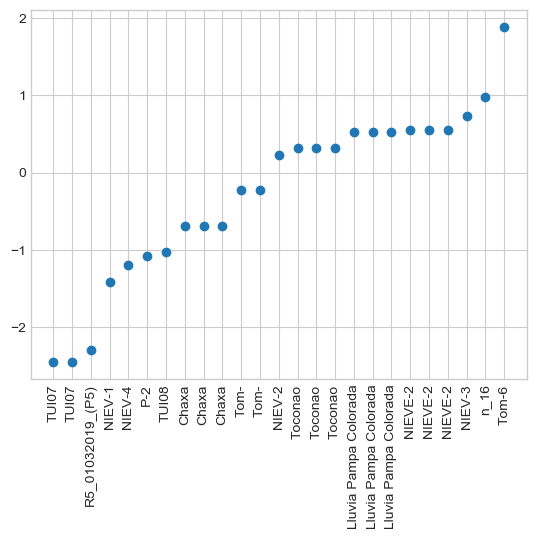 2
1
0
−1
−2
TUI07
TUI07
R5_01032019_(P5)
NIEV-1
NIEV-4
P-2
TUI08
Chaxa
Chaxa
Chaxa
Tom-
Tom-
NIEV-2
Toconao
Toconao
Toconao
Lluvia Pampa Colorada
Lluvia Pampa Colorada
Lluvia Pampa Colorada
NIEVE-2
NIEVE-2
NIEVE-2
NIEV-3
n_16
Tom-6